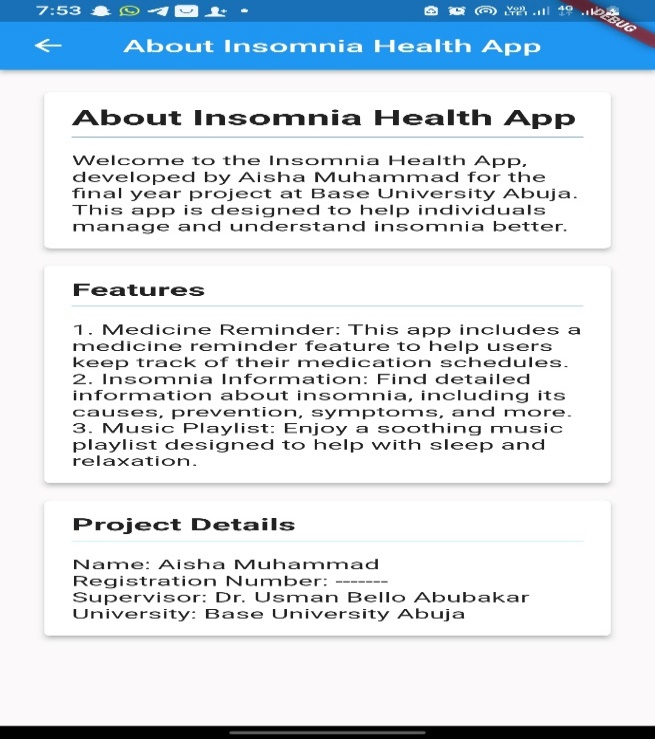 7:53
VoD
LTE1
4G
DEBUG
About Insomnia Health App
About Insomnia Health App
Welcome to the Insomnia Health App,
developed by Aisha Muhammad for the
final year project at Base University Abuja.
This app is designed to help individuals
manage and understand insomnia better.
Features
1. Medicine Reminder: This app includes a
medicine reminder feature to help users
keep track of their medication schedules.
2. Insomnia Information: Find detailed
information about insomnia, including its
causes, prevention, symptoms, and more.
3. Music Playlist: Enjoy a soothing music
playlist designed to help with sleep and
relaxation.
Project Details
Name: Aisha Muhammad
Registration Number: -------
Supervisor: Dr. Usman Bello Abubakar
University: Base University Abuja